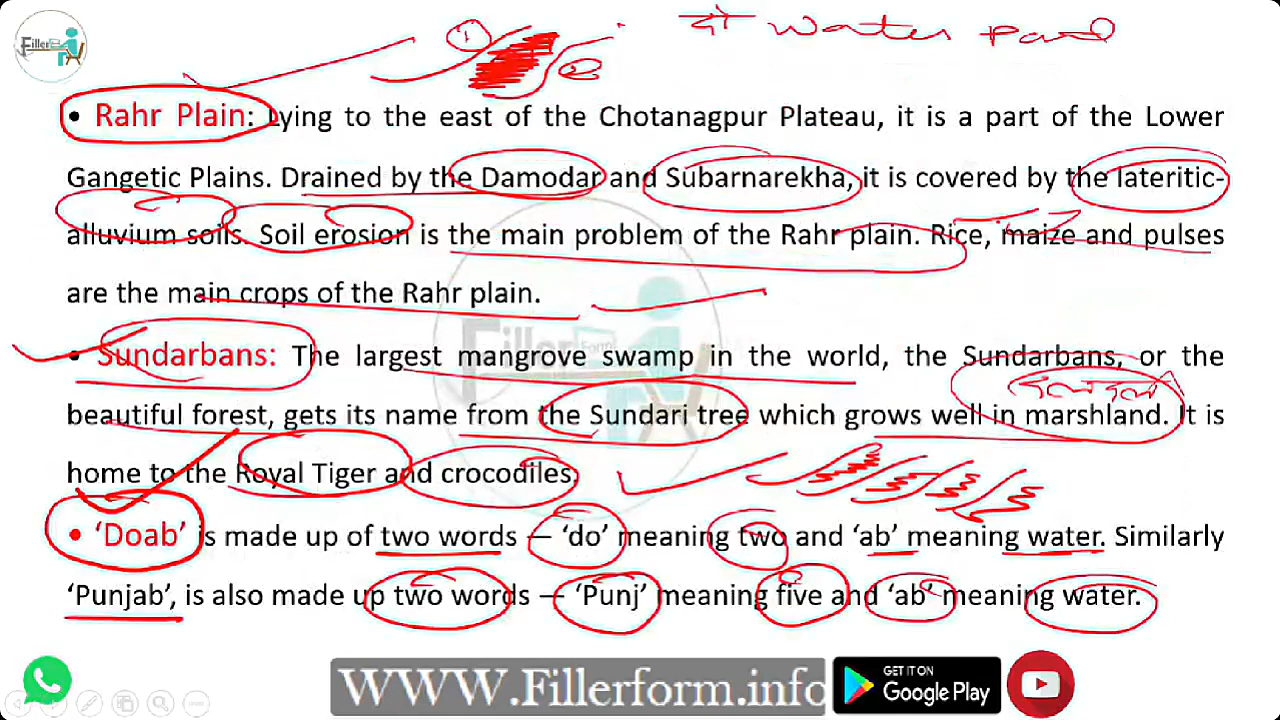 Filler
① दो Water Pand
②
• Rahr Plain: Lying to the east of the Chotanagpur Plateau, it is a part of the Lower
Gangetic Plains. Drained by the Damodar and Subarnarekha, it is covered by the lateritic-
alluvium soils. Soil erosion is the main problem of the Rahr plain. Rice, maize and pulses
are the main crops of the Rahr plain.
Filler Form
• Sundarbans: The largest mangrove swamp in the world, the Sundarbans, or the
beautiful forest, gets its name from the Sundari tree which grows well in marshland. It is
home to the Royal Tiger and crocodiles.
• ‘Doab’ is made up of two words — ‘do’ meaning two and ‘ab’ meaning water. Similarly
‘Punjab’, is also made up two words — ‘Punj’ meaning five and ‘ab’ meaning water.
WWW.Fillerform.info
GET IT ON
Google Play